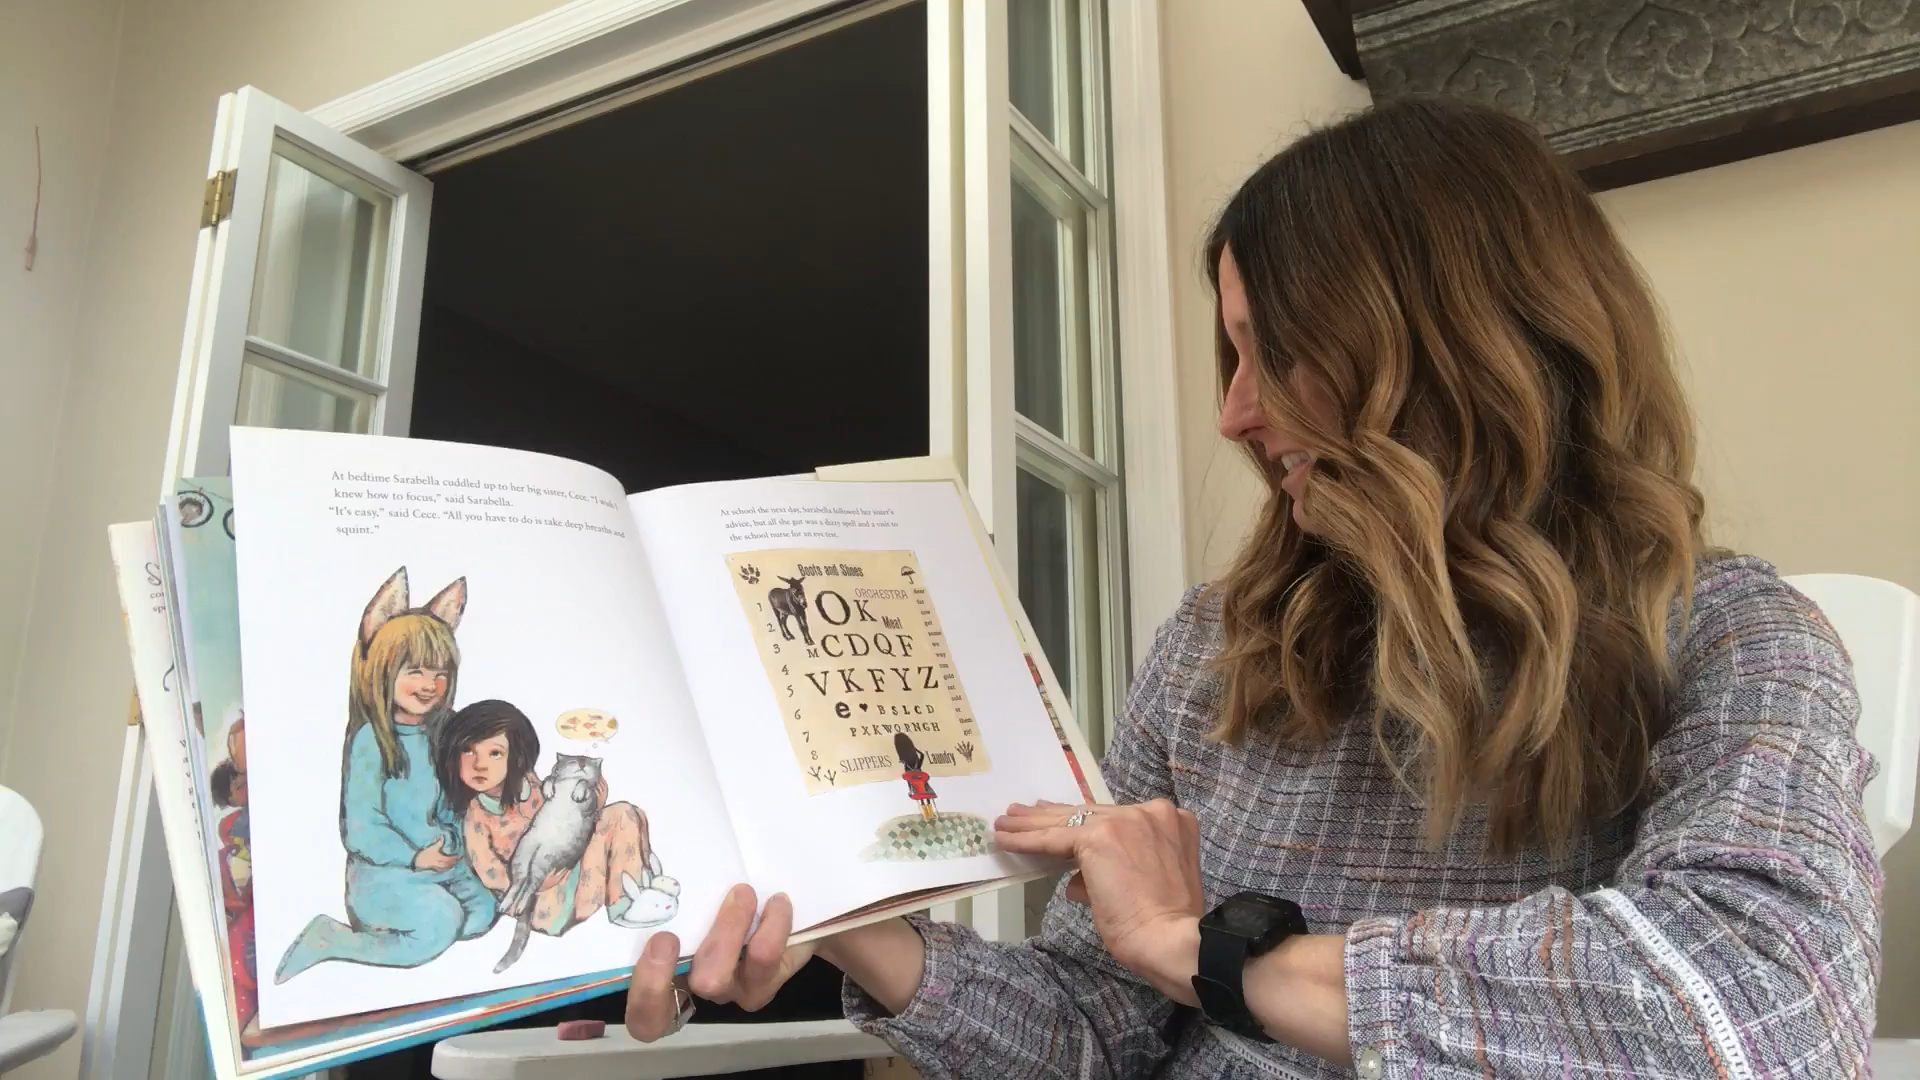 At bedtime Sarabella cuddled up to her big sister, Cece. "I wish I
knew how to focus," said Sarabella.
"It's easy," said Cece. "All you have to do is take deep breaths and
squint."
At school the next day, Sarabella followed her sister's
advice, but all she got was a dizzy spell and a visit to
the school nurse for an eye test.
Boots and Shoes
ORCHESTRA
1 OK
2 Meat
3 M CDQF
4
5 VKFYZ
6 e ♥ BSLCD
7 PXKWORNGH
8 SLIPPERS Laundry